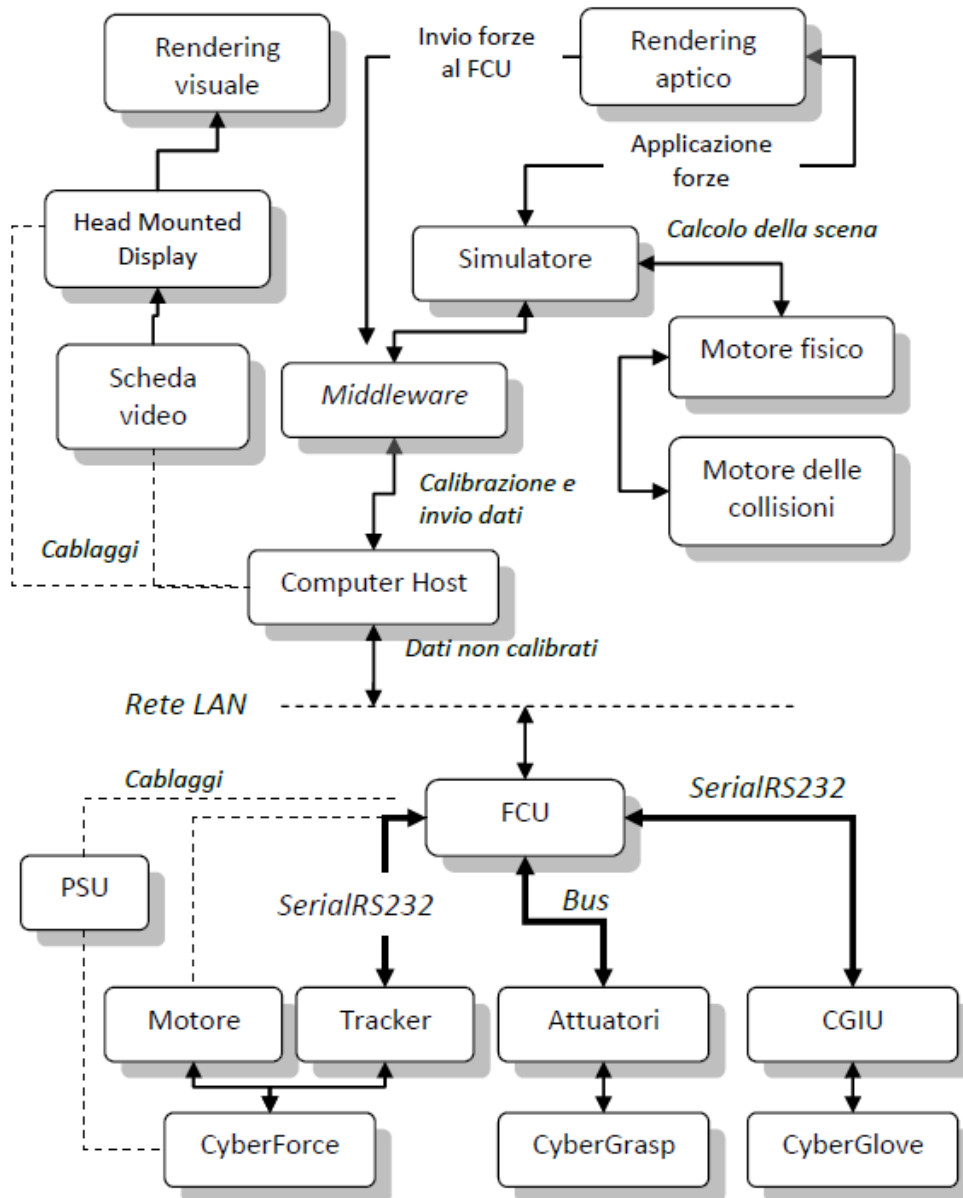 Rendering
visuale
Invio forze
al FCU
Rendering
aptico
Applicazione
forze
Head Mounted
Display
Simulatore
Calcolo della scena
Scheda
video
Middleware
Motore fisico
Motore delle
collisioni
Calibrazione e
invio dati
Cablaggi
Computer Host
Dati non calibrati
Rete LAN
Cablaggi
FCU
SerialRS232
PSU
SerialRS232
Bus
Motore
Tracker
Attuatori
CGIU
CyberForce
CyberGrasp
CyberGlove